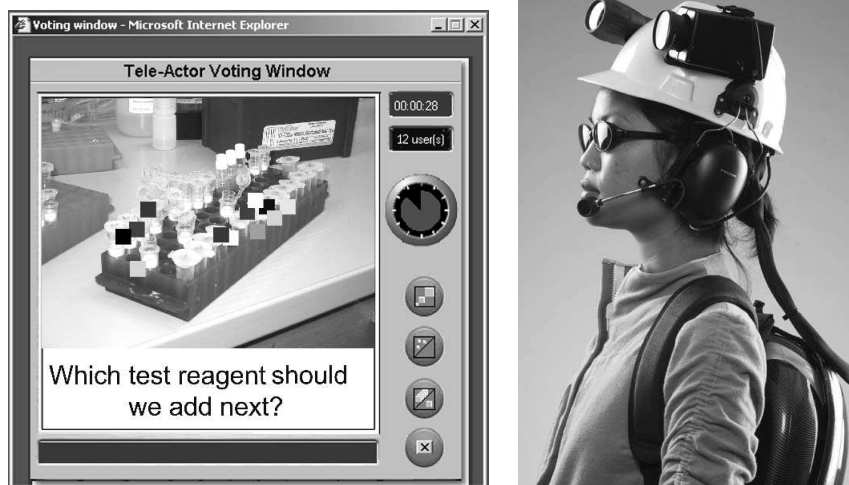 Voting window - Microsoft Internet Explorer
Tele-Actor Voting Window
00:00:28
12 user(s)
Which test reagent should
we add next?